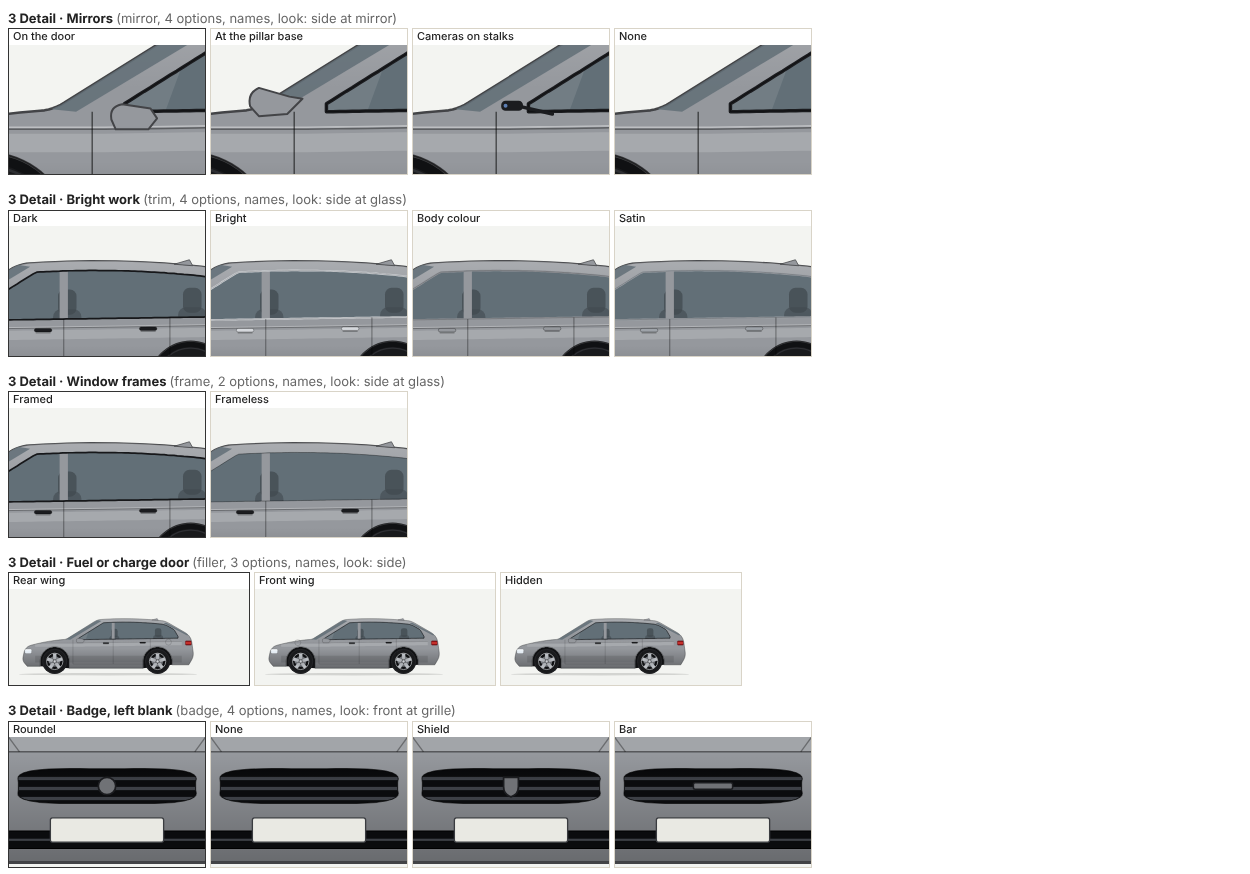 3 Detail · Mirrors (mirror, 4 options, names, look: side at mirror)
On the door
At the pillar base
Cameras on stalks
None
3 Detail · Bright work (trim, 4 options, names, look: side at glass)
Dark
Bright
Body colour
Satin
3 Detail · Window frames (frame, 2 options, names, look: side at glass)
Framed
Frameless
3 Detail · Fuel or charge door (filler, 3 options, names, look: side)
Rear wing
Front wing
Hidden
3 Detail · Badge, left blank (badge, 4 options, names, look: front at grille)
Roundel
None
Shield
Bar